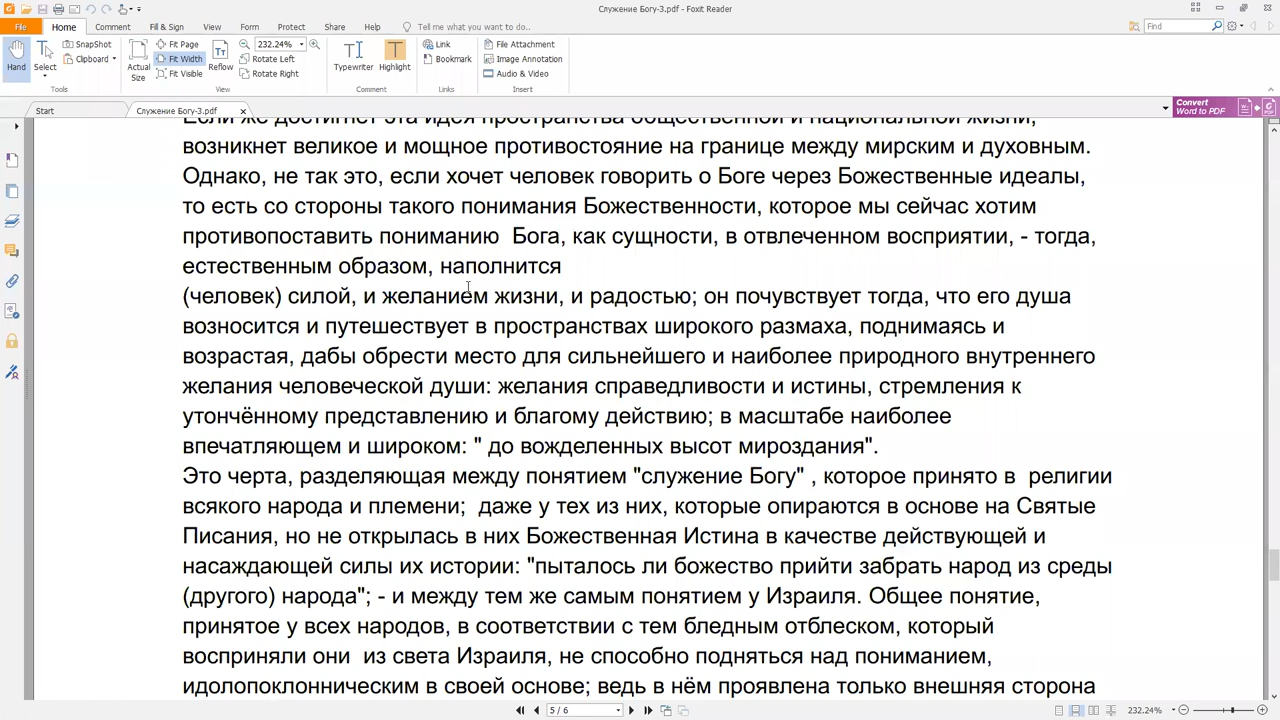 Служение Богу-3.pdf - Foxit Reader
File Home Comment Fill & Sign View Form Protect Share Help Tell me what you want to do.. Find
SnapShot Fit Page 232.24% Link File Attachment
Clipboard Fit Width Rotate Left Bookmark Image Annotation
Hand Select Actual Size Reflow Fit Visible Rotate Right Typewriter Highlight Audio & Video
Tools View Comment Links Insert
Start Служение Богу-3.pdf Convert Word to PDF
Если же достигнет эта идея пространства общественной и национальной жизни,
возникнет великое и мощное противостояние на границе между мирским и духовным.
Однако, не так это, если хочет человек говорить о Боге через Божественные идеалы,
то есть со стороны такого понимания Божественности, которое мы сейчас хотим
противопоставить пониманию  Бога, как сущности, в отвлеченном восприятии, - тогда,
естественным образом, наполнится
(человек) силой, и желанием жизни, и радостью; он почувствует тогда, что его душа
возносится и путешествует в пространствах широкого размаха, поднимаясь и
возрастая, дабы обрести место для сильнейшего и наиболее природного внутреннего
желания человеческой души: желания справедливости и истины, стремления к
утончённому представлению и благому действию; в масштабе наиболее
впечатляющем и широком: " до вожделенных высот мироздания".
Это черта, разделяющая между понятием "служение Богу" , которое принято в  религии
всякого народа и племени;  даже у тех из них, которые опираются в основе на Святые
Писания, но не открылась в них Божественная Истина в качестве действующей и
насаждающей силы их истории: "пыталось ли божество прийти забрать народ из среды
(другого) народа"; - и между тем же самым понятием у Израиля. Общее понятие,
принятое у всех народов, в соответствии с тем бледным отблеском, который
восприняли они  из света Израиля, не способно подняться над пониманием,
идолопоклонническим в своей основе; ведь в нём проявлена только внешняя сторона
5 / 6 232.24%